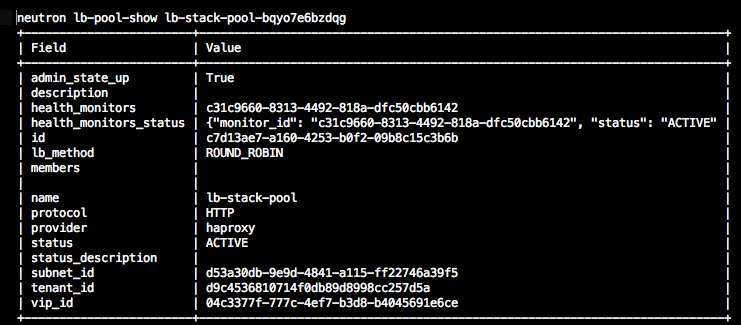 neutron lb-pool-show lb-stack-pool-bqyo7e6bzdqg
+-----------------------+----------------------------------------------------------------------+
| Field | Value |
+-----------------------+----------------------------------------------------------------------+
| admin_state_up | True |
| description | |
| health_monitors | c31c9660-8313-4492-818a-dfc50cbb6142 |
| health_monitors_status | {"monitor_id": "c31c9660-8313-4492-818a-dfc50cbb6142", "status": "ACTIVE" |
| id | c7d13ae7-a160-4253-b0f2-09b8c15c3b6b |
| lb_method | ROUND_ROBIN |
| members | |
| | |
| name | lb-stack-pool |
| protocol | HTTP |
| provider | haproxy |
| status | ACTIVE |
| status_description | |
| subnet_id | d53a30db-9e9d-4841-a115-ff22746a39f5 |
| tenant_id | d9c4536810714f0db89d8998cc257d5a |
| vip_id | 04c3377f-777c-4ef7-b3d8-b4045691e6ce |
+-----------------------+----------------------------------------------------------------------+